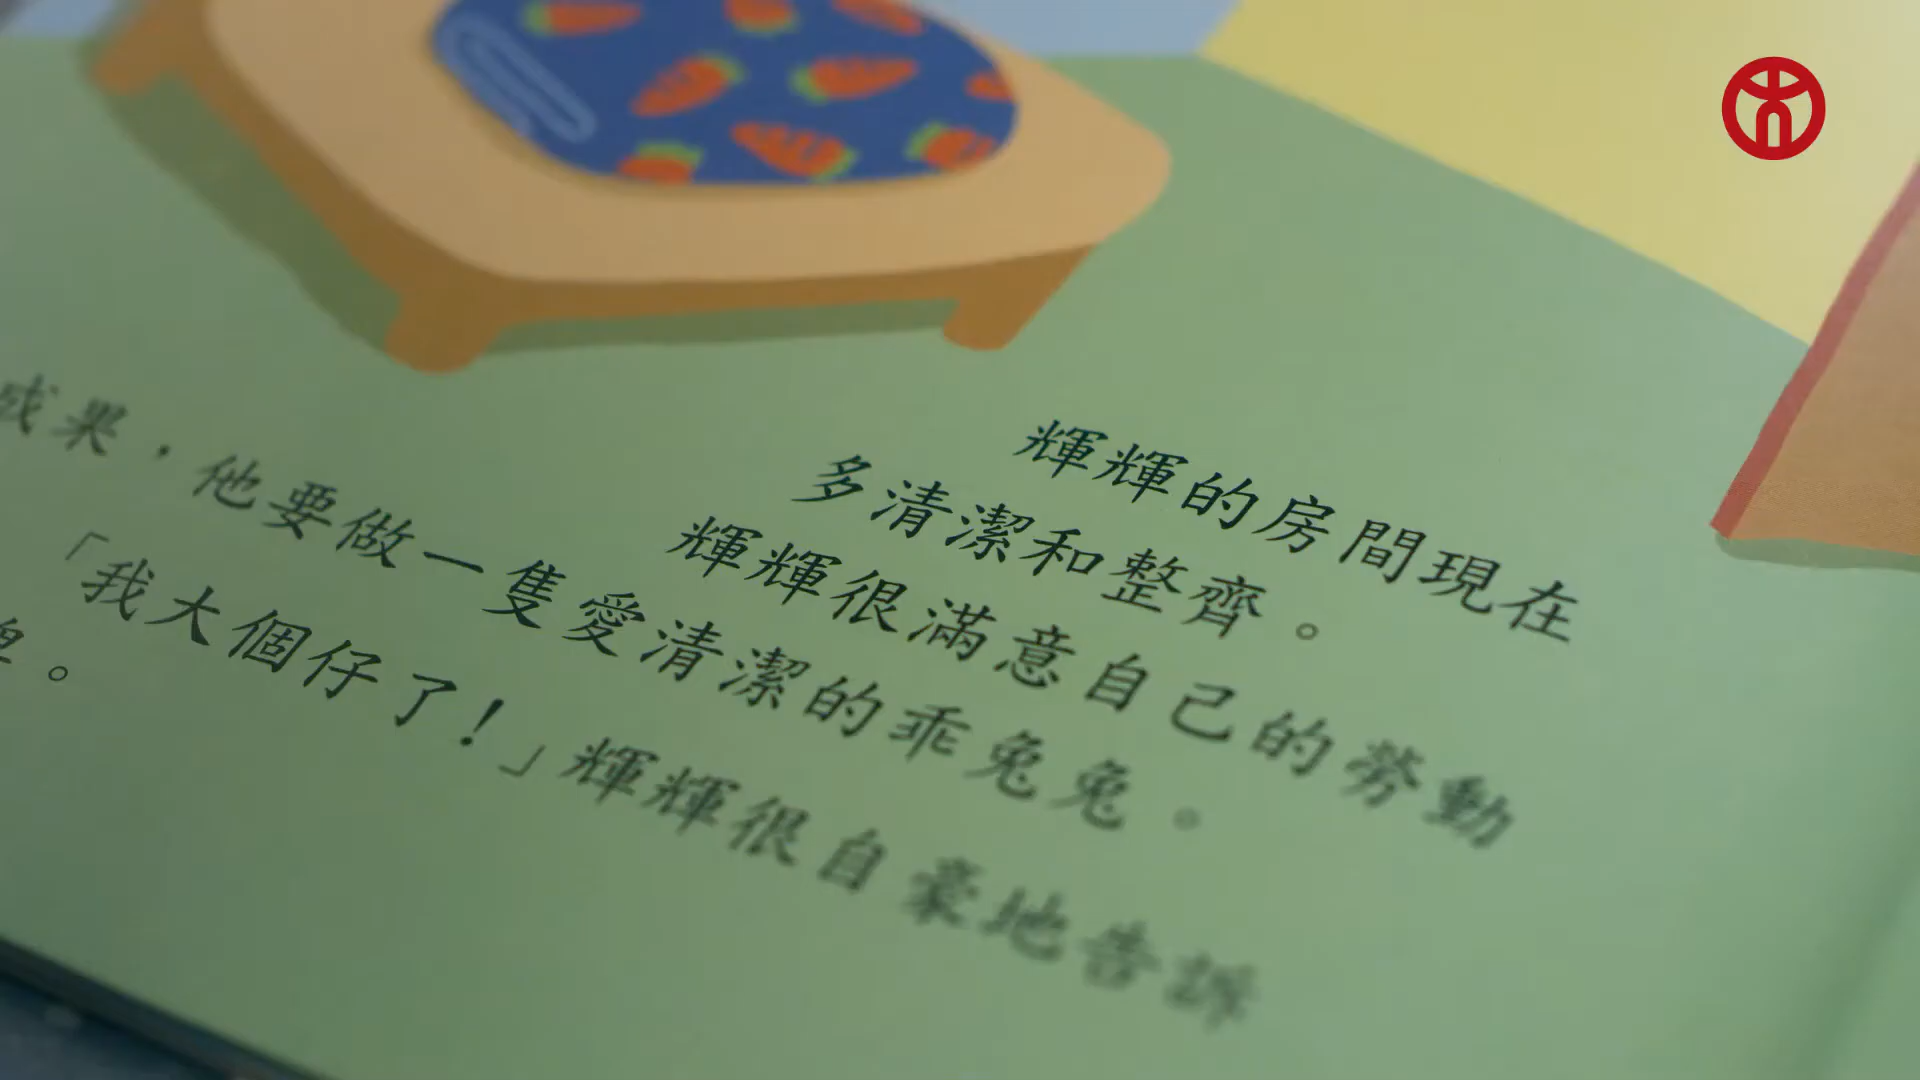 輝輝的房間現在
多清潔和整齊。
輝輝很滿意自己的勞動
成果，他要做一隻愛清潔的乖兔兔。
「我大個仔了！」輝輝很自豪地告訴